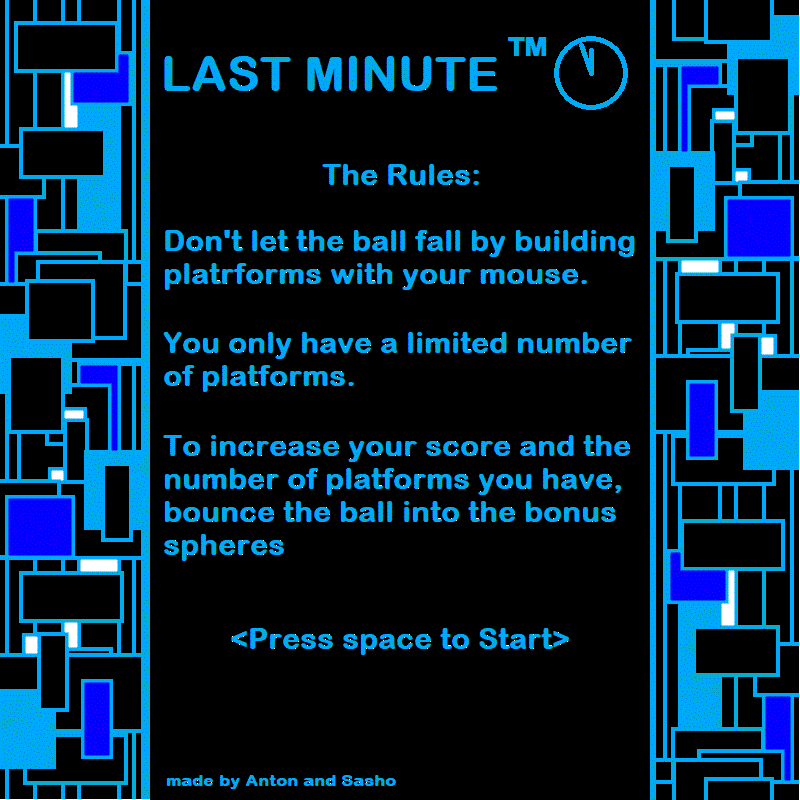 LAST MINUTE ™
The Rules:
Don't let the ball fall by building
platrforms with your mouse.
You only have a limited number
of platforms.
To increase your score and the
number of platforms you have,
bounce the ball into the bonus
spheres
<Press space to Start>
made by Anton and Sasho